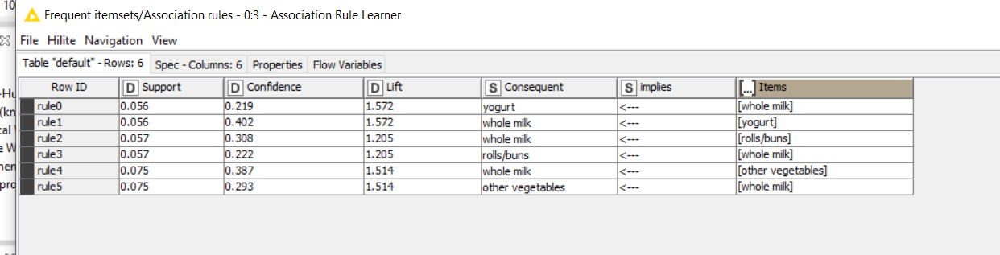 10
Frequent itemsets/Association rules - 0:3 - Association Rule Learner
File Hilite Navigation View
Table "default" - Rows: 6 Spec - Columns: 6 Properties Flow Variables
Row ID D Support D Confidence D Lift S Consequent S implies [...] Items
rule0 0.056 0.219 1.572 yogurt <--- [whole milk]
rule1 0.056 0.402 1.572 whole milk <--- [yogurt]
rule2 0.057 0.308 1.205 whole milk <--- [rolls/buns]
rule3 0.057 0.222 1.205 rolls/buns <--- [whole milk]
rule4 0.075 0.387 1.514 whole milk <--- [other vegetables]
rule5 0.075 0.293 1.514 other vegetables <--- [whole milk]